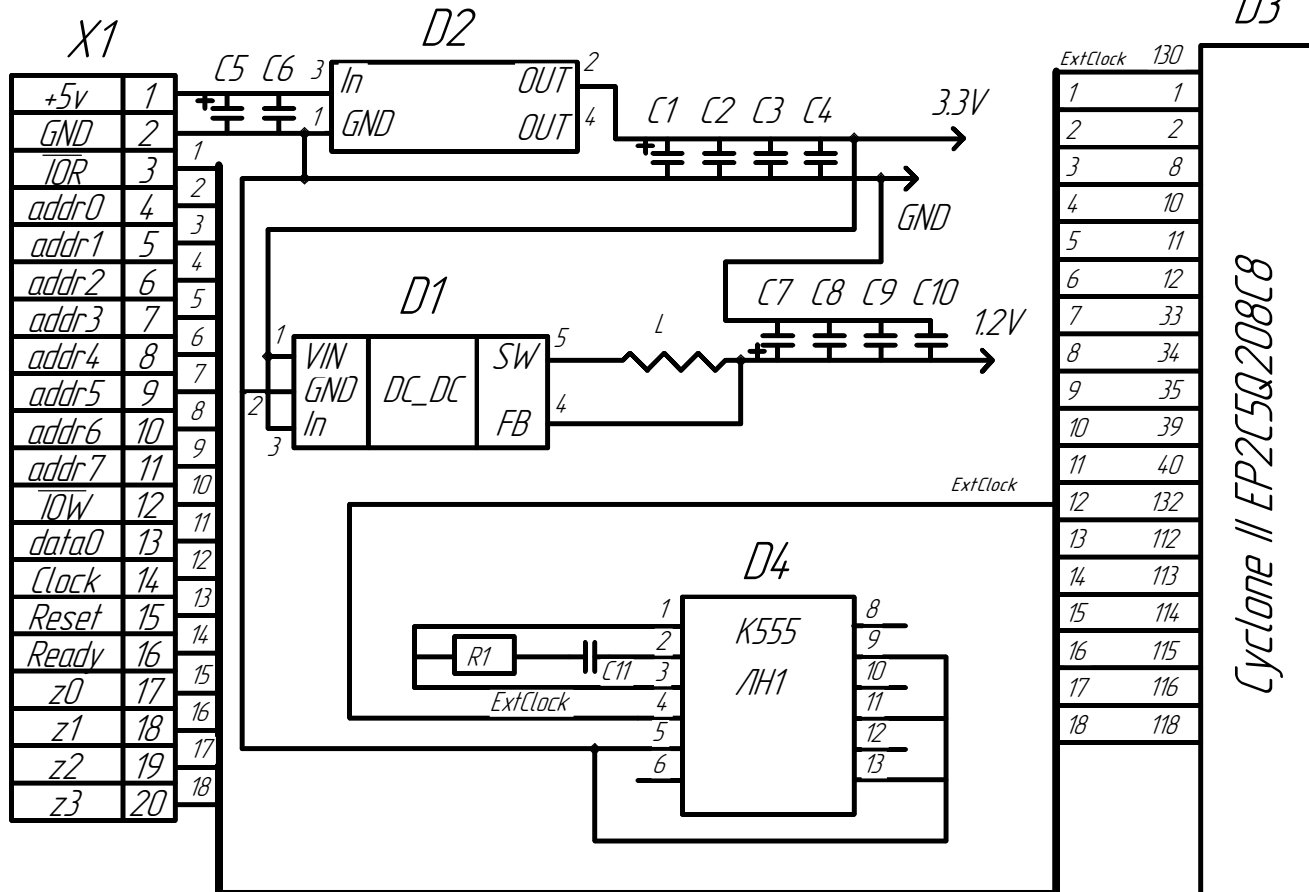 X1
+5v 1
GND 2
IOR 3
addr0 4
addr1 5
addr2 6
addr3 7
addr4 8
addr5 9
addr6 10
addr7 11
IOW 12
data0 13
Clock 14
Reset 15
Ready 16
z0 17
z1 18
z2 19
z3 20
1
2
3
4
5
6
7
8
9
10
11
12
13
14
15
16
17
18
C5 C6
+
D2
3 In OUT 2
1 GND OUT 4
C1 C2 C3 C4
+
3.3V
GND
D1
1 VIN DC_DC SW 5
2 GND
3 In FB 4
L
C7 C8 C9 C10
+
1.2V
ExtClock
D4
К555
ЛН1
1
2
3
4
5
6
8
9
10
11
12
13
R1
C11
ExtClock
D3
ExtClock 130
1 1
2 2
3 8
4 10
5 11
6 12
7 33
8 34
9 35
10 39
11 40
12 132
13 112
14 113
15 114
16 115
17 116
18 118
Cyclone II EP2C5Q208C8